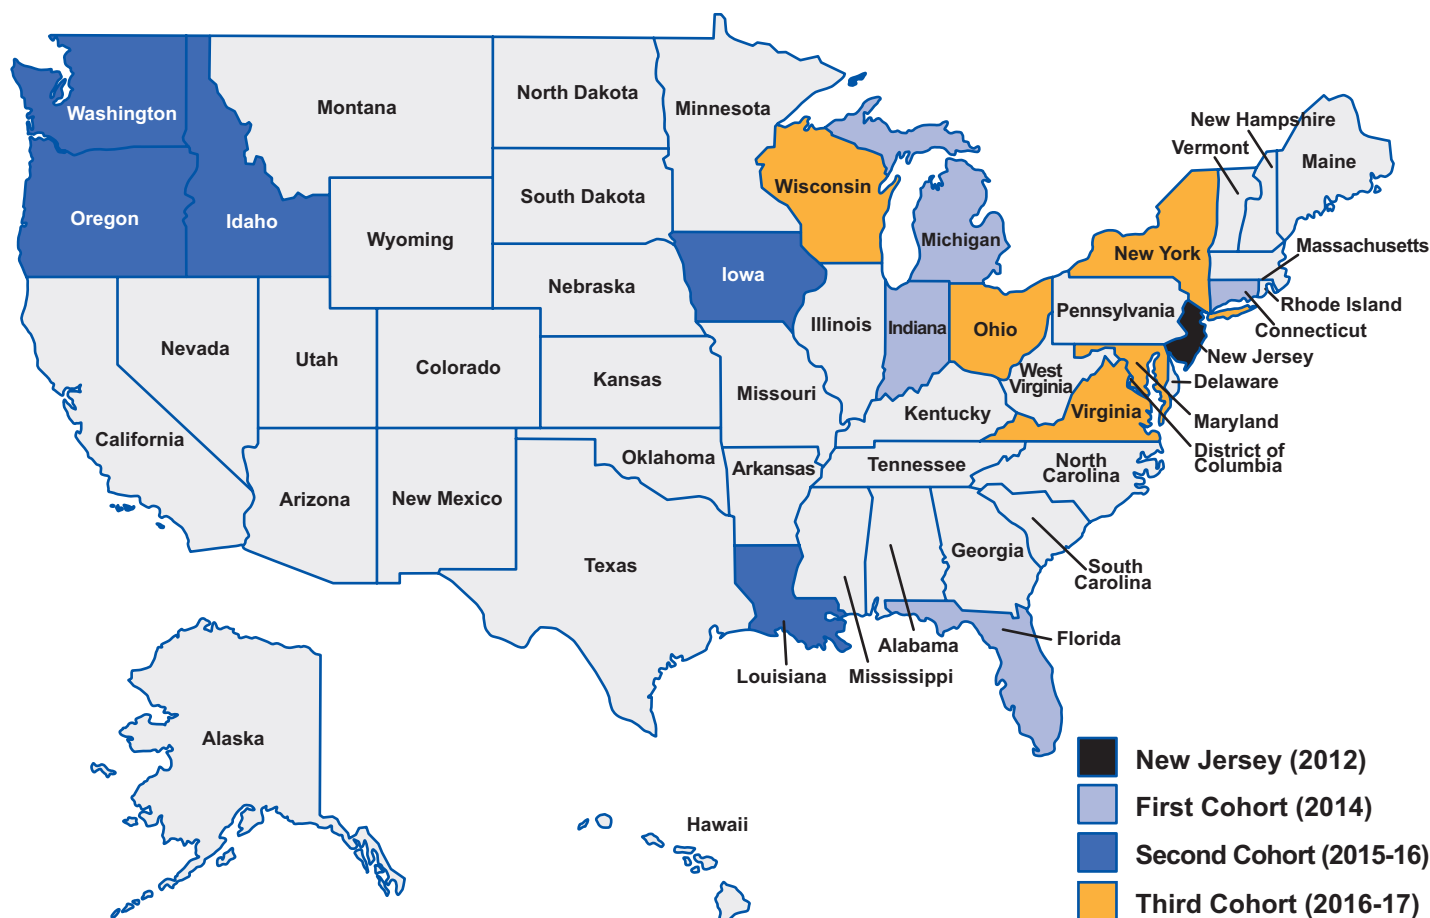 Washington
Montana
North Dakota
Minnesota
New Hampshire
Vermont
Maine
Oregon
Idaho
Wyoming
South Dakota
Wisconsin
Michigan
New York
Massachusetts
Iowa
Nebraska
Rhode Island
Connecticut
Pennsylvania
Nevada
Utah
Colorado
Kansas
Illinois
Indiana
Ohio
New Jersey
West
Virginia
Delaware
California
Missouri
Kentucky
Virginia
Maryland
District of
Columbia
Arizona
New Mexico
Oklahoma
Arkansas
Tennessee
North
Carolina
Texas
Georgia
South
Carolina
Louisiana
Mississippi
Alabama
Florida
Alaska
Hawaii
New Jersey (2012)
First Cohort (2014)
Second Cohort (2015-16)
Third Cohort (2016-17)